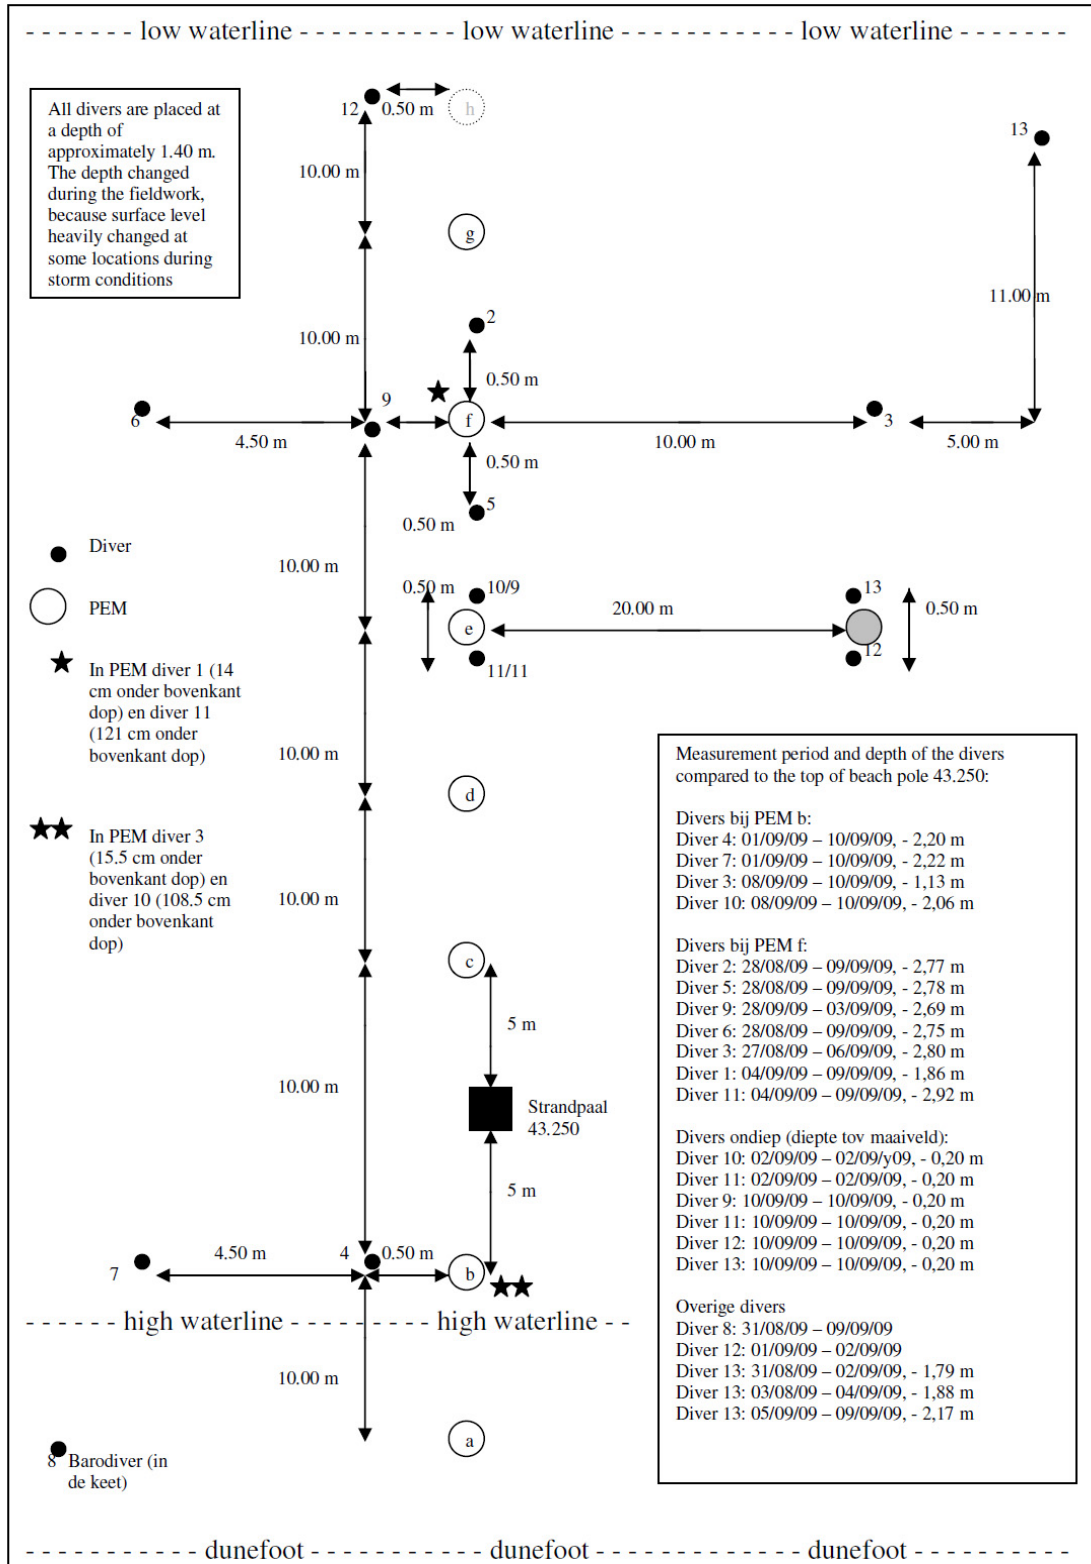 low waterline low waterline low waterline
All divers are placed at
a depth of
approximately 1.40 m.
The depth changed
during the fieldwork,
because surface level
heavily changed at
some locations during
storm conditions
12 0.50 m h
13
10.00 m
g
11.00 m
2
10.00 m
0.50 m
9
f
6
3
4.50 m
10.00 m
5.00 m
0.50 m
5
0.50 m
Diver
10.00 m
0.50 m
10/9
13
PEM
20.00 m
0.50 m
e
12
11/11
In PEM diver 1 (14
cm onder bovenkant
dop) en diver 11
(121 cm onder
bovenkant dop)
10.00 m
d
In PEM diver 3
(15.5 cm onder
bovenkant dop) en
diver 10 (108.5 cm
onder bovenkant
dop)
10.00 m
c
5 m
10.00 m
Strandpaal
43.250
5 m
4.50 m
4
0.50 m
7
b
high waterline high waterline
10.00 m
a
8 Barodiver (in
de keet)
Measurement period and depth of the divers
compared to the top of beach pole 43.250:
Divers bij PEM b:
Diver 4: 01/09/09 – 10/09/09, - 2,20 m
Diver 7: 01/09/09 – 10/09/09, - 2,22 m
Diver 3: 08/09/09 – 10/09/09, - 1,13 m
Diver 10: 08/09/09 – 10/09/09, - 2,06 m
Divers bij PEM f:
Diver 2: 28/08/09 – 09/09/09, - 2,77 m
Diver 5: 28/08/09 – 09/09/09, - 2,78 m
Diver 9: 28/09/09 – 03/09/09, - 2,69 m
Diver 6: 28/08/09 – 09/09/09, - 2,75 m
Diver 3: 27/08/09 – 06/09/09, - 2,80 m
Diver 1: 04/09/09 – 09/09/09, - 1,86 m
Diver 11: 04/09/09 – 09/09/09, - 2,92 m
Divers ondiep (diepte tov maaiveld):
Diver 10: 02/09/09 – 02/09/y09, - 0,20 m
Diver 11: 02/09/09 – 02/09/09, - 0,20 m
Diver 9: 10/09/09 – 10/09/09, - 0,20 m
Diver 11: 10/09/09 – 10/09/09, - 0,20 m
Diver 12: 10/09/09 – 10/09/09, - 0,20 m
Diver 13: 10/09/09 – 10/09/09, - 0,20 m
Overige divers
Diver 8: 31/08/09 – 09/09/09
Diver 12: 01/09/09 – 02/09/09
Diver 13: 31/08/09 – 02/09/09, - 1,79 m
Diver 13: 03/08/09 – 04/09/09, - 1,88 m
Diver 13: 05/09/09 – 09/09/09, - 2,17 m
dunefoot dunefoot dunefoot